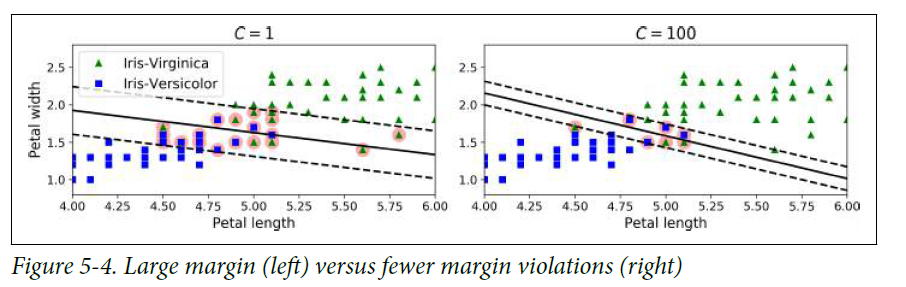 C = 1
C = 100
Iris-Virginica
Iris-Versicolor
Petal width
2.5
2.0
1.5
1.0
2.5
2.0
1.5
1.0
4.00 4.25 4.50 4.75 5.00 5.25 5.50 5.75 6.00
4.00 4.25 4.50 4.75 5.00 5.25 5.50 5.75 6.00
Petal length
Petal length
Figure 5-4. Large margin (left) versus fewer margin violations (right)